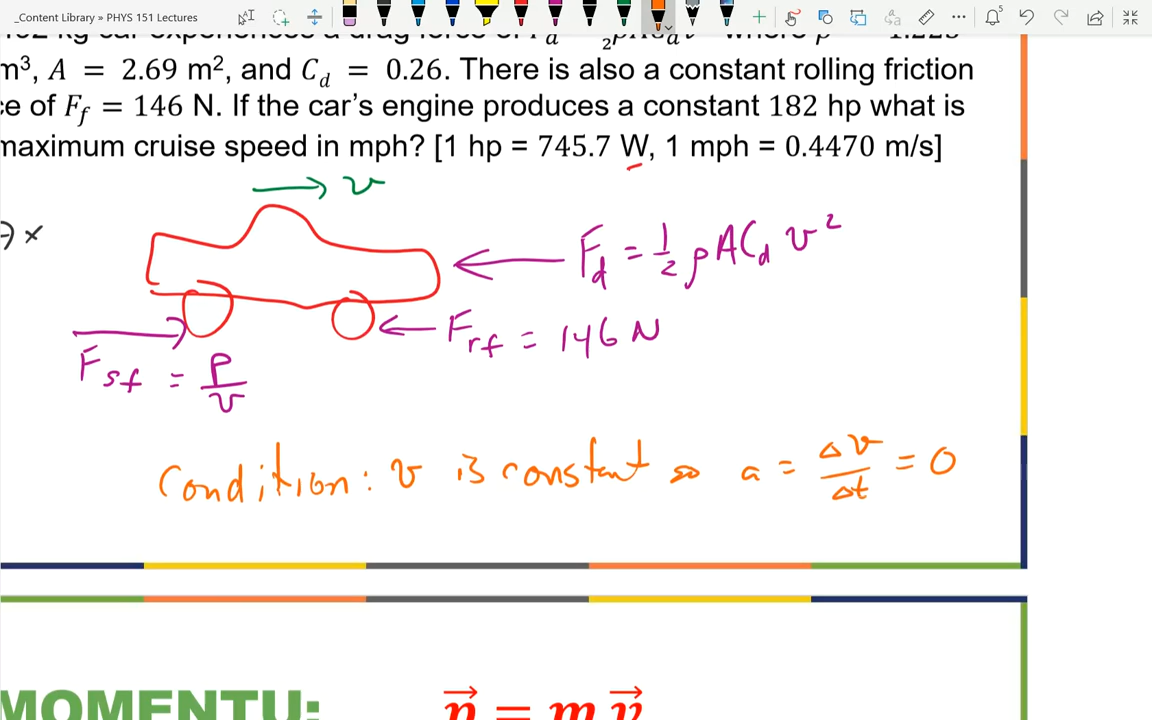 _Content Library » PHYS 151 Lectures
5
m³, A = 2.69 m², and C_d = 0.26. There is also a constant rolling friction
ce of F_f = 146 N. If the car's engine produces a constant 182 hp what is
maximum cruise speed in mph? [1 hp = 745.7 W, 1 mph = 0.4470 m/s]
v
x
F_d = 1/2 ρAC_d v²
F_rf = 146 N
F_sf = P/v
Condition: v is constant so a = Δv/Δt = 0
MOMENTU:
= m v⃗